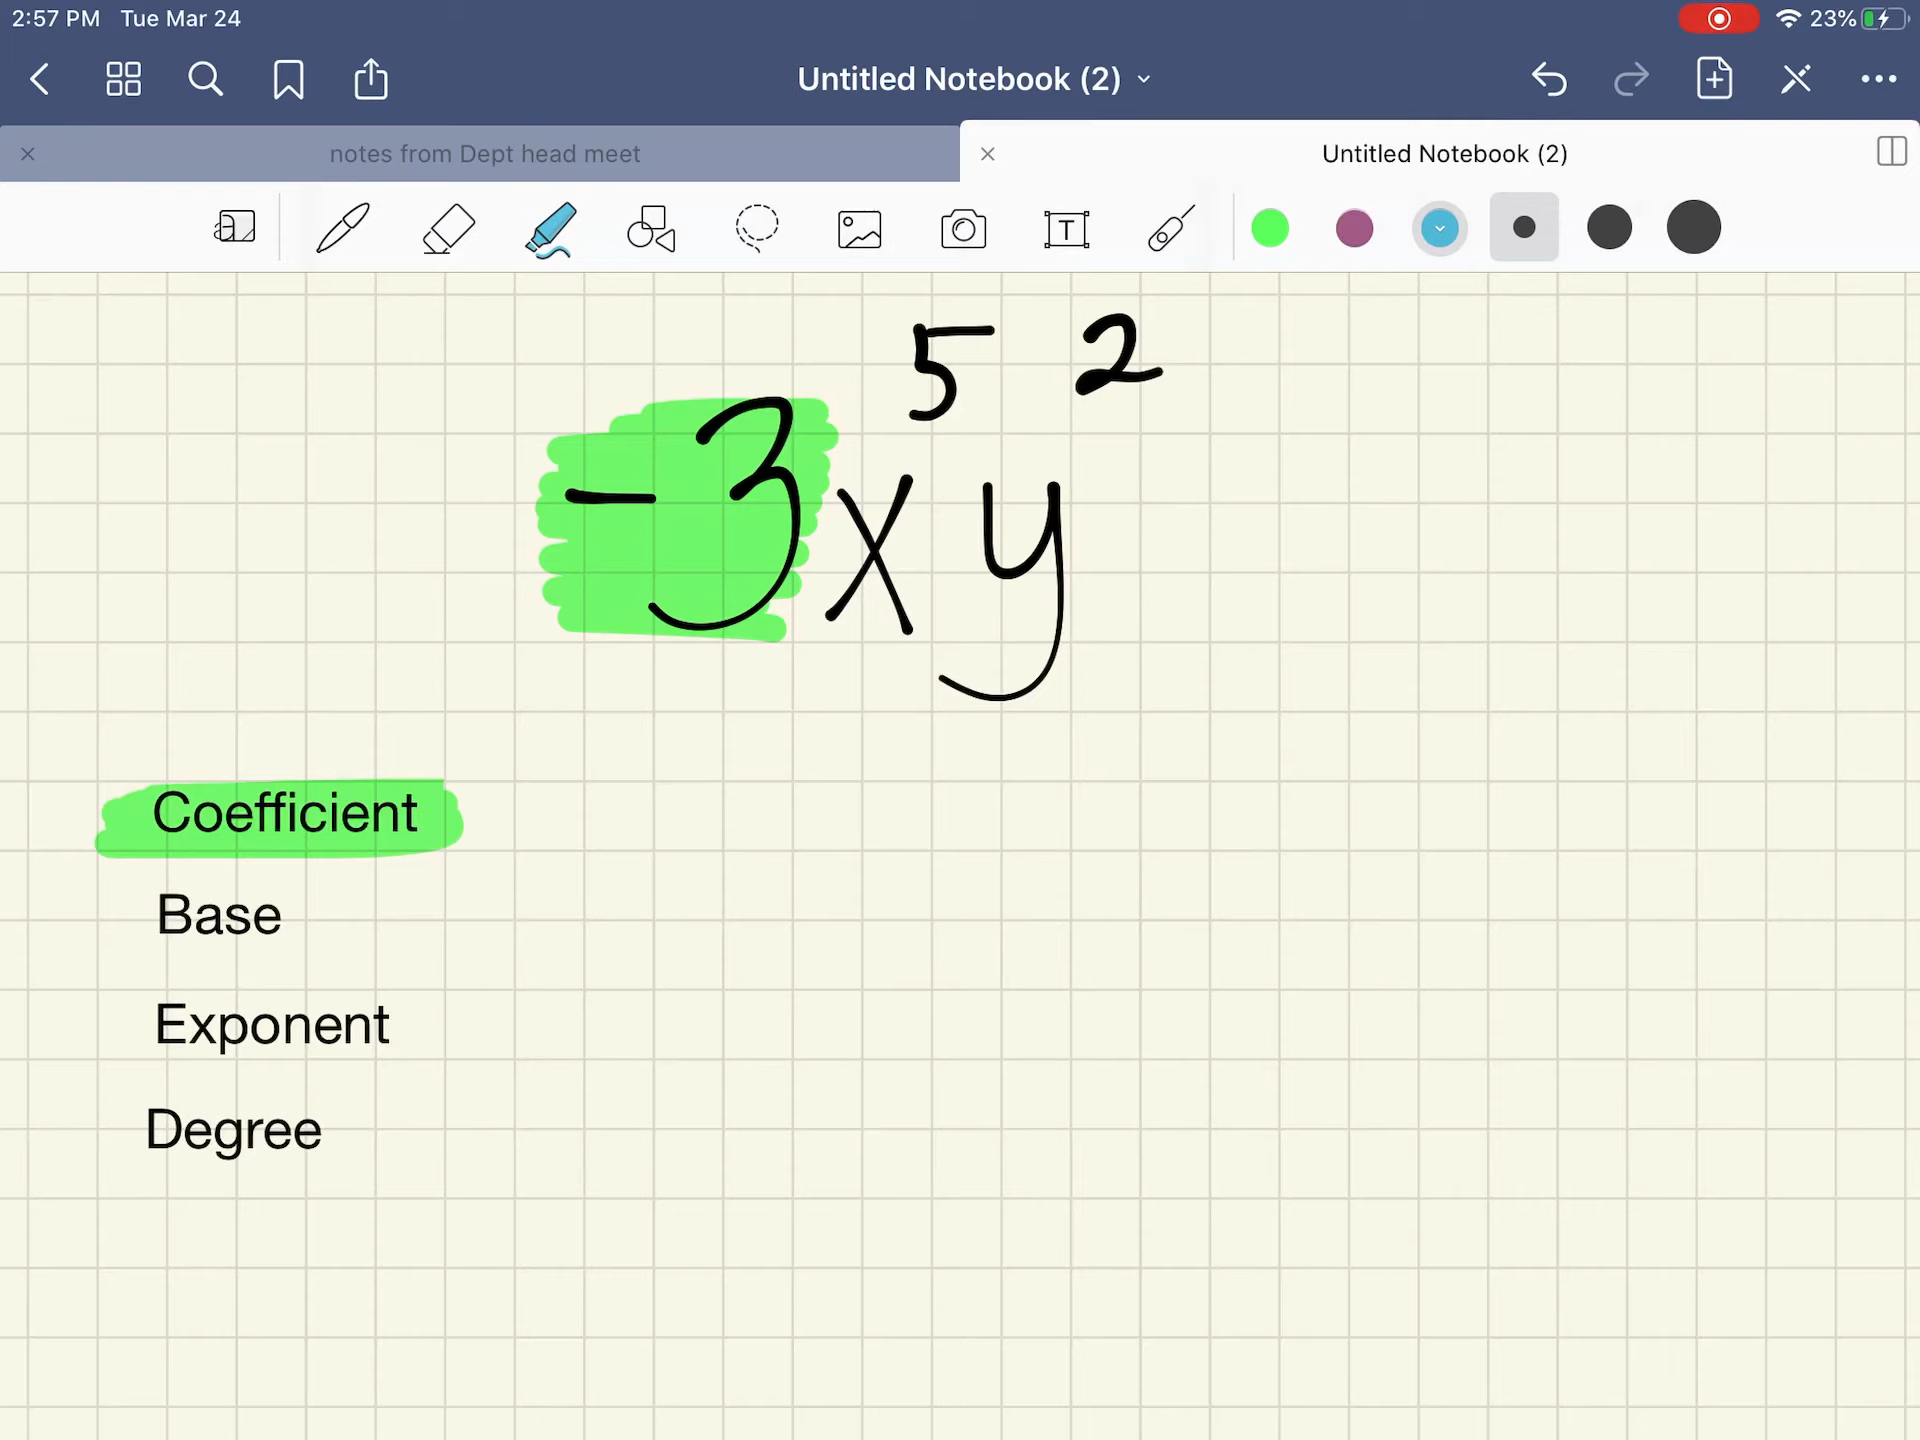 2:57 PM Tue Mar 24 23%
Untitled Notebook (2)
notes from Dept head meet Untitled Notebook (2)
5 2
-3xy
Coefficient
Base
Exponent
Degree